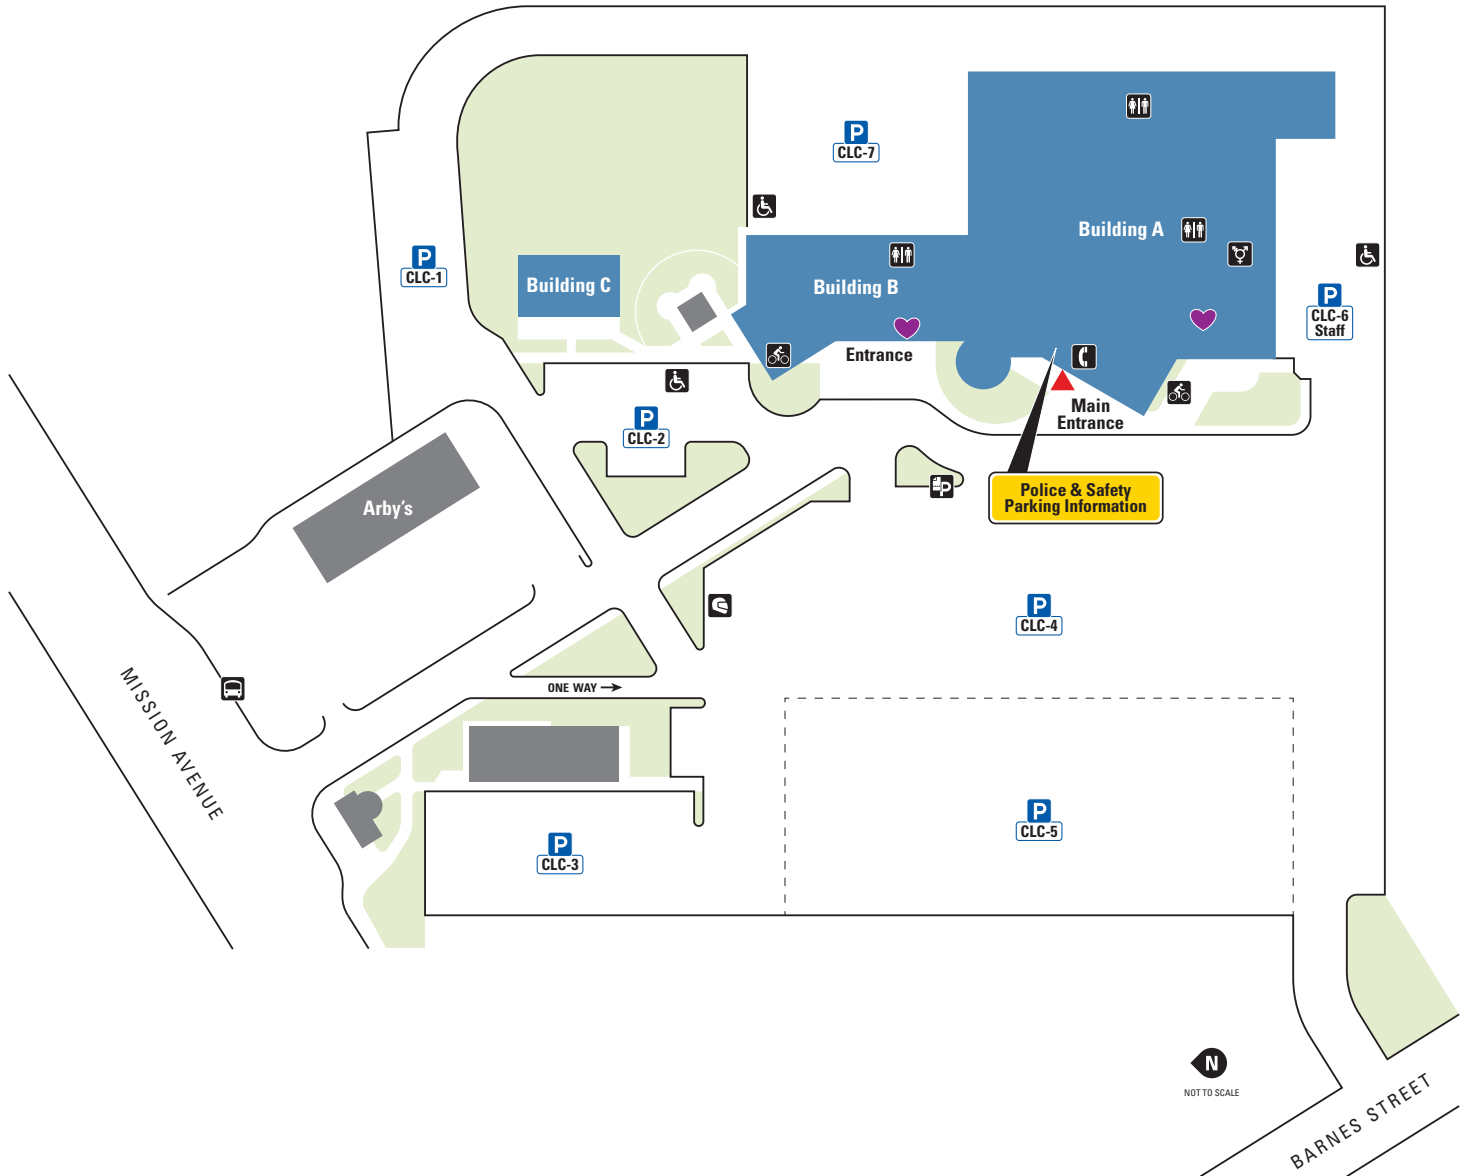 P
CLC-7
Building A
P
CLC-1
Building C
Building B
P
CLC-6
Staff
Entrance
Main
Entrance
P
CLC-2
Arby's
P
Police & Safety
Parking Information
P
CLC-4
MISSION AVENUE
ONE WAY
P
CLC-5
P
CLC-3
N
NOT TO SCALE
BARNES STREET